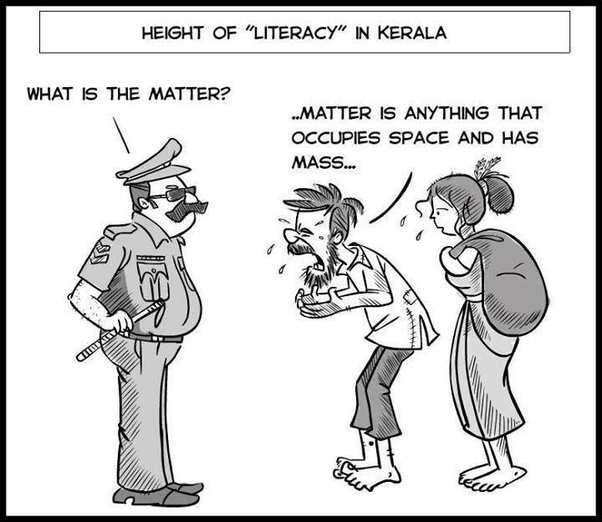 HEIGHT OF "LITERACY" IN KERALA
WHAT IS THE MATTER?
..MATTER IS ANYTHING THAT
OCCUPIES SPACE AND HAS
MASS...